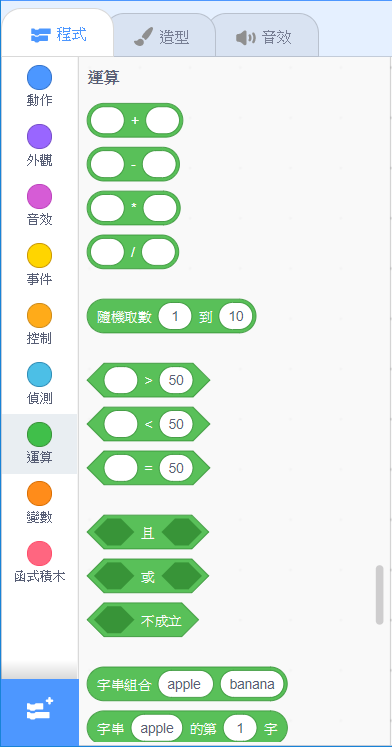 程式 造型 音效
動作
外觀
音效
事件
控制
偵測
運算
變數
函式積木
運算
+
-
*
/
隨機取數 1 到 10
> 50
< 50
= 50
且
或
不成立
字串組合 apple banana
字串 apple 的第 1 字